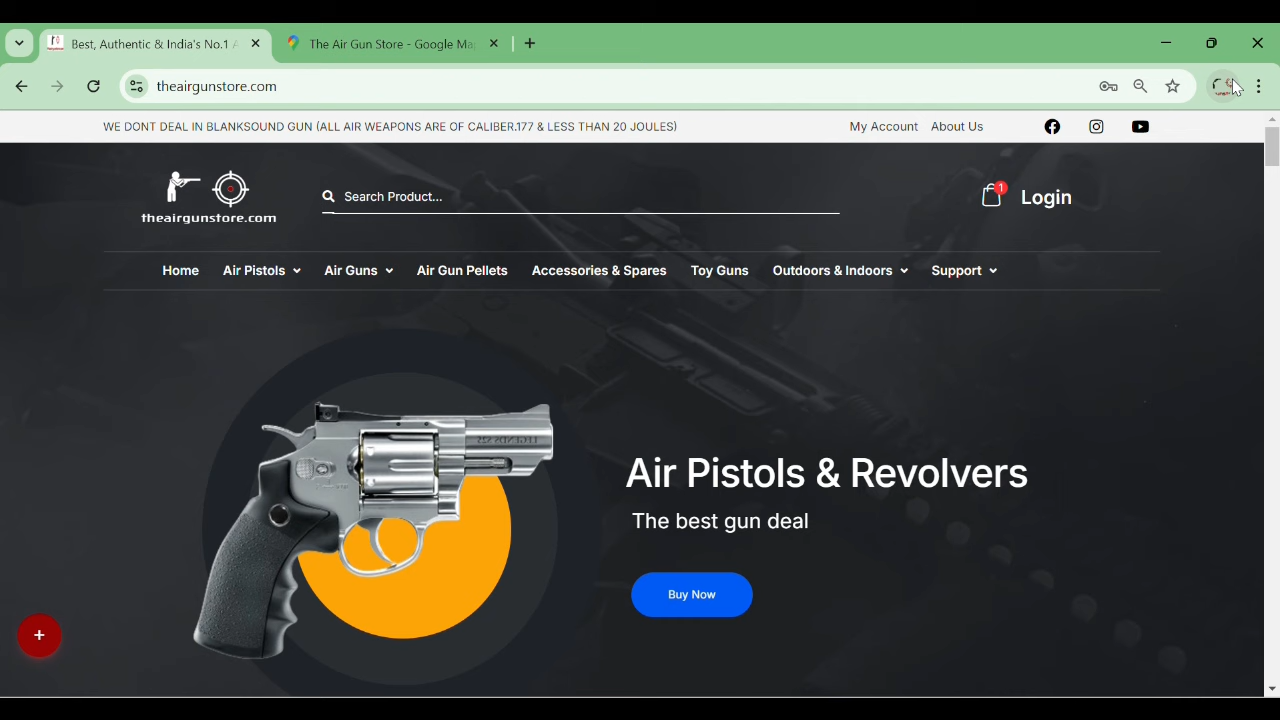 Best, Authentic & India's No.1 A
The Air Gun Store - Google Ma
theairgunstore.com
WE DONT DEAL IN BLANKSOUND GUN (ALL AIR WEAPONS ARE OF CALIBER.177 & LESS THAN 20 JOULES)
My Account About Us
theairgunstore.com
Search Product...
1
Login
Home Air Pistols Air Guns Air Gun Pellets Accessories & Spares Toy Guns Outdoors & Indoors Support
Air Pistols & Revolvers
The best gun deal
Buy Now
+